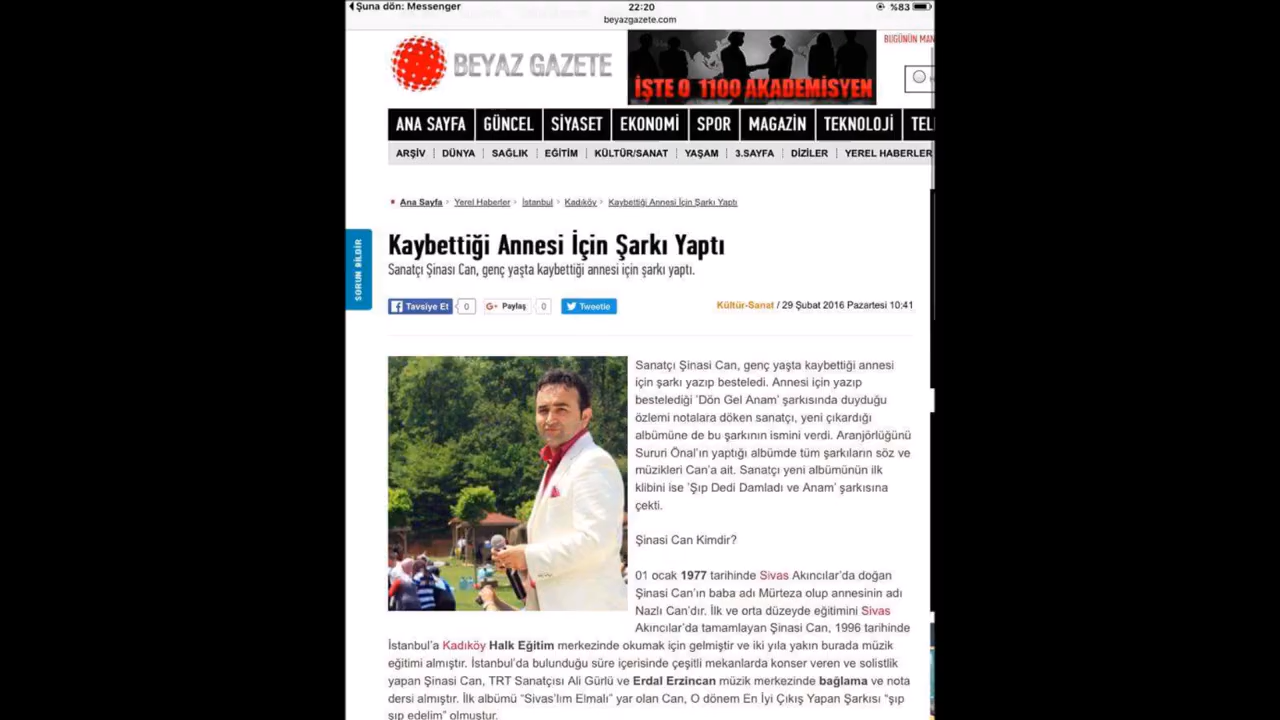 Şuna dön: Messenger
22:20
%83
beyazgazete.com
BEYAZ GAZETE
İŞTE O 1100 AKADEMİSYEN
BUGÜNÜN MAN
ANA SAYFA GÜNCEL SİYASET EKONOMİ SPOR MAGAZİN TEKNOLOJİ TEL
ARŞİV DÜNYA SAĞLIK EĞİTİM KÜLTÜR/SANAT YAŞAM 3.SAYFA DİZİLER YEREL HABERLER
Ana Sayfa Yerel Haberler İstanbul Kadıköy Kaybettiği Annesi İçin Şarkı Yaptı
SORUN BİLDİR
Kaybettiği Annesi İçin Şarkı Yaptı
Sanatçı Şinası Can, genç yaşta kaybettiği annesi için şarkı yaptı.
Tavsiye Et 0 G+ Paylaş 0 Tweetle
Kültür-Sanat / 29 Şubat 2016 Pazartesi 10:41
Sanatçı Şinasi Can, genç yaşta kaybettiği annesi
için şarkı yazıp besteledi. Annesi için yazıp
bestelediği 'Dön Gel Anam' şarkısında duyduğu
özlemi notalara döken sanatçı, yeni çıkardığı
albümüne de bu şarkının ismini verdi. Aranjörlüğünü
Sururi Önal'ın yaptığı albümde tüm şarkıların söz ve
müzikleri Can'a ait. Sanatçı yeni albümünün ilk
klibini ise 'Şıp Dedi Damladı ve Anam' şarkısına
çekti.
Şinasi Can Kimdir?
01 ocak 1977 tarihinde Sivas Akıncılar'da doğan
Şinasi Can'ın baba adı Mürteza olup annesinin adı
Nazlı Can'dır. İlk ve orta düzeyde eğitimini Sivas
Akıncılar'da tamamlayan Şinasi Can, 1996 tarihinde
İstanbul'a Kadıköy Halk Eğitim merkezinde okumak için gelmiştir ve iki yıla yakın burada müzik
eğitimi almıştır. İstanbul'da bulunduğu süre içerisinde çeşitli mekanlarda konser veren ve solistlik
yapan Şinasi Can, TRT Sanatçısı Ali Gürlü ve Erdal Erzincan müzik merkezinde bağlama ve nota
dersi almıştır. İlk albümü “Sivas'lım Elmalı” yar olan Can, O dönem En İyi Çıkış Yapan Şarkısı “şıp
şıp edelim” olmuştur.